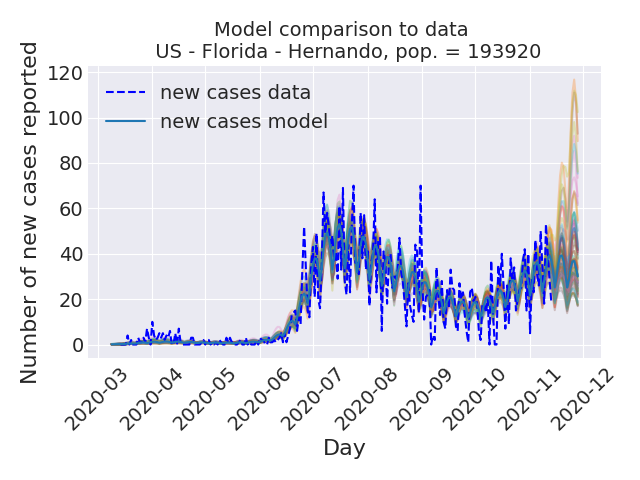 Model comparison to data
US - Florida - Hernando, pop. = 193920
Number of new cases reported
120
100
80
60
40
20
0
new cases data
new cases model
2020-03
2020-04
2020-05
2020-06
2020-07
2020-08
2020-09
2020-10
2020-11
2020-12
Day